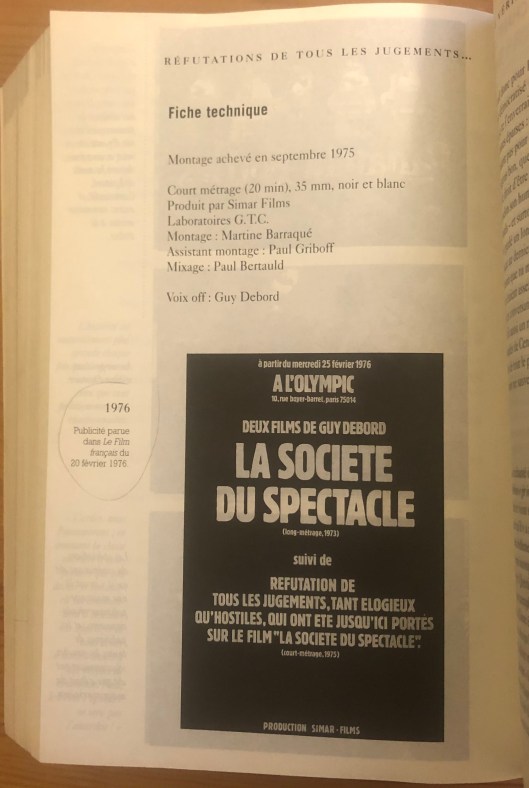 RÉFUTATIONS DE TOUS LES JUGEMENTS...
Fiche technique
Montage achevé en septembre 1975
Court métrage (20 min), 35 mm, noir et blanc
Produit par Simar Films
Laboratoires G.T.C.
Montage : Martine Barraqué
Assistant montage : Paul Griboff
Mixage : Paul Bertauld
Voix off : Guy Debord
1976
Publicité parue
dans Le Film
français du
20 février 1976.
à partir du mercredi 25 février 1976
A L'OLYMPIC
10, rue boyer-barret, paris 75014
DEUX FILMS DE GUY DEBORD
LA SOCIETE
DU SPECTACLE
(long-métrage, 1973)
suivi de
REFUTATION DE
TOUS LES JUGEMENTS, TANT ELOGIEUX
QU'HOSTILES, QUI ONT ETE JUSQU'ICI PORTÉS
SUR LE FILM "LA SOCIETE DU SPECTACLE".
(court-métrage, 1975)
PRODUCTION SIMAR-FILMS